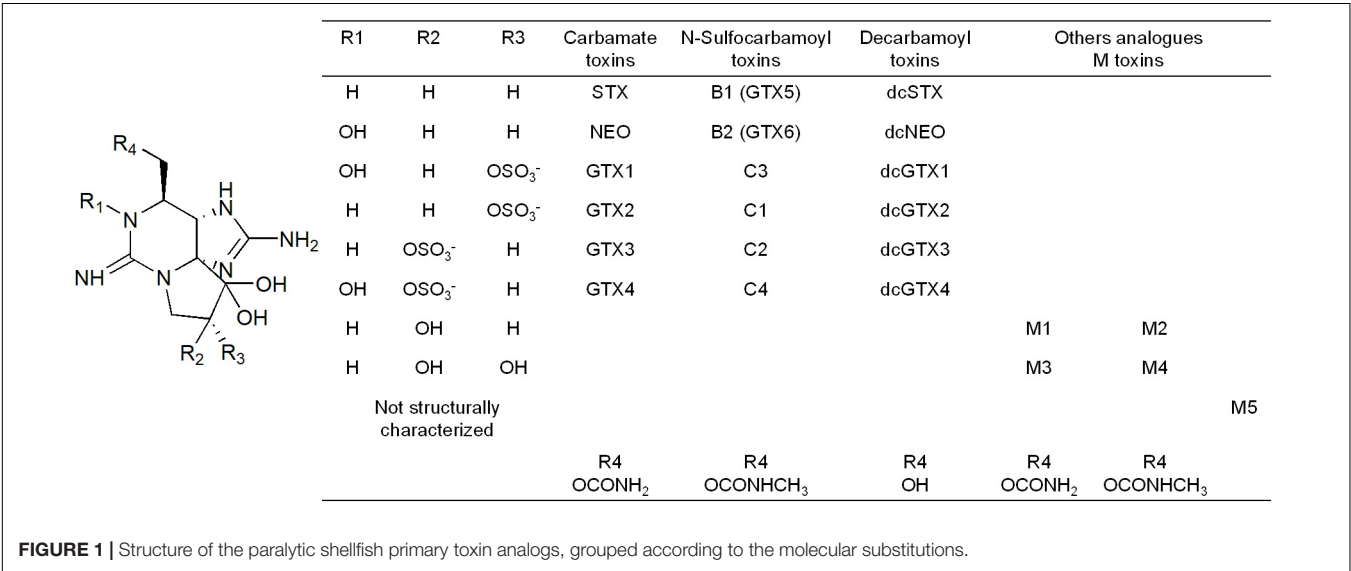 R1 R2 R3 Carbamate toxins N-Sulfocarbamoyl toxins Decarbamoyl toxins Others analogues M toxins
H H H STX B1 (GTX5) dcSTX
OH H H NEO B2 (GTX6) dcNEO
OH H OSO₃⁻ GTX1 C3 dcGTX1
H H OSO₃⁻ GTX2 C1 dcGTX2
H OSO₃⁻ H GTX3 C2 dcGTX3
OH OSO₃⁻ H GTX4 C4 dcGTX4
H OH H M1 M2
H OH OH M3 M4
Not structurally characterized M5
R4 R4 R4 R4 R4
OCONH₂ OCONHCH₃ OH OCONH₂ OCONHCH₃
R₄
H
R₁
N
N
NH₂
NH
N
N
OH
OH
R₂
R₃
FIGURE 1 | Structure of the paralytic shellfish primary toxin analogs, grouped according to the molecular substitutions.